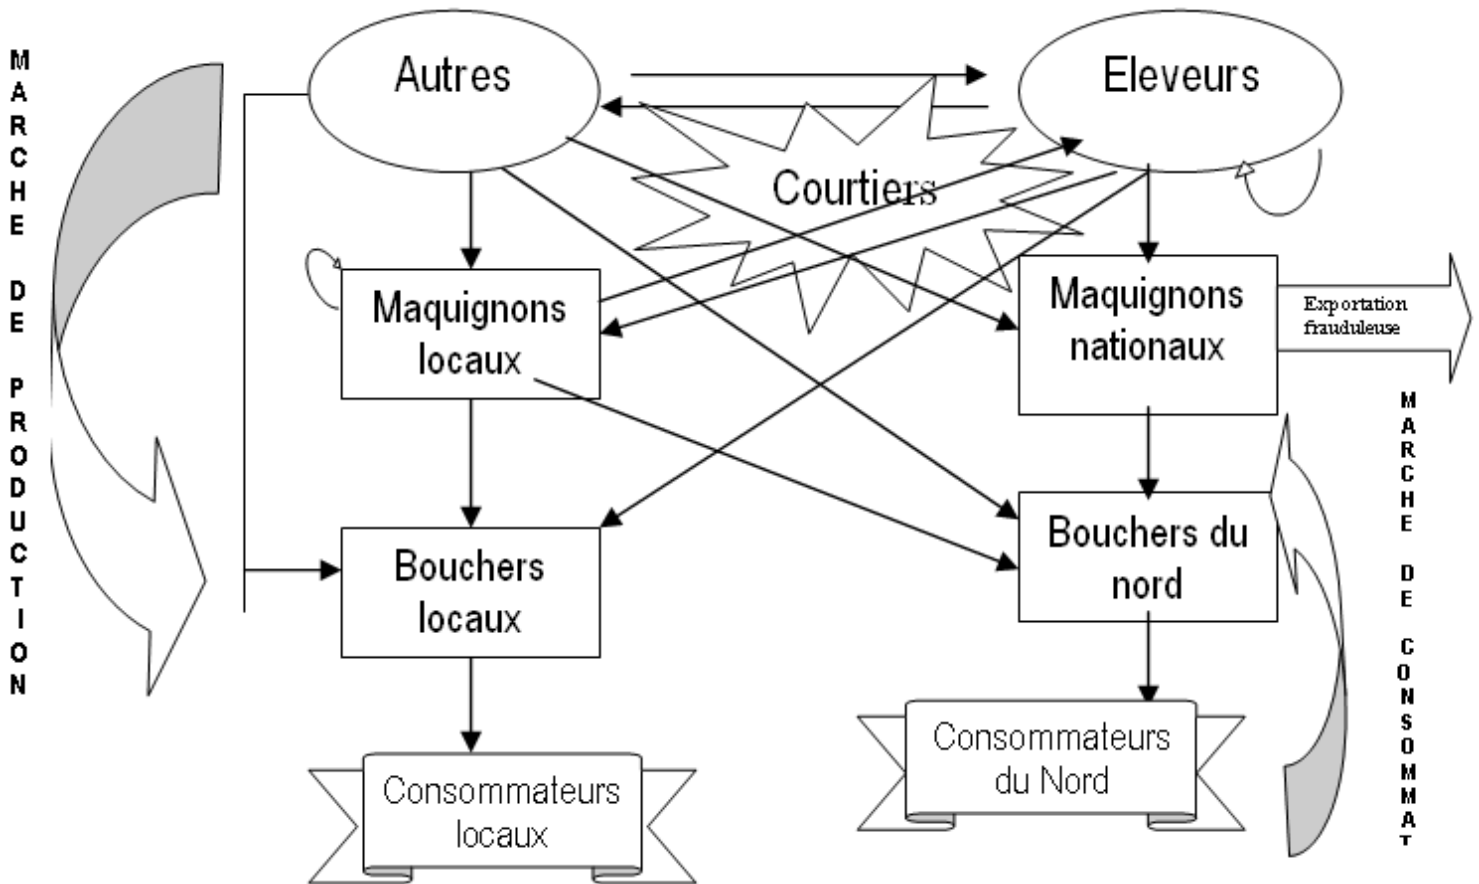 MARCHE DE PRODUCTION
Autres
Eleveurs
Courtiers
Maquignons
locaux
Maquignons
nationaux
Exportation
frauduleuse
MARCHE DE CONSOMMAT
Bouchers
locaux
Bouchers du
nord
Consommateurs
du Nord
Consommateurs
locaux